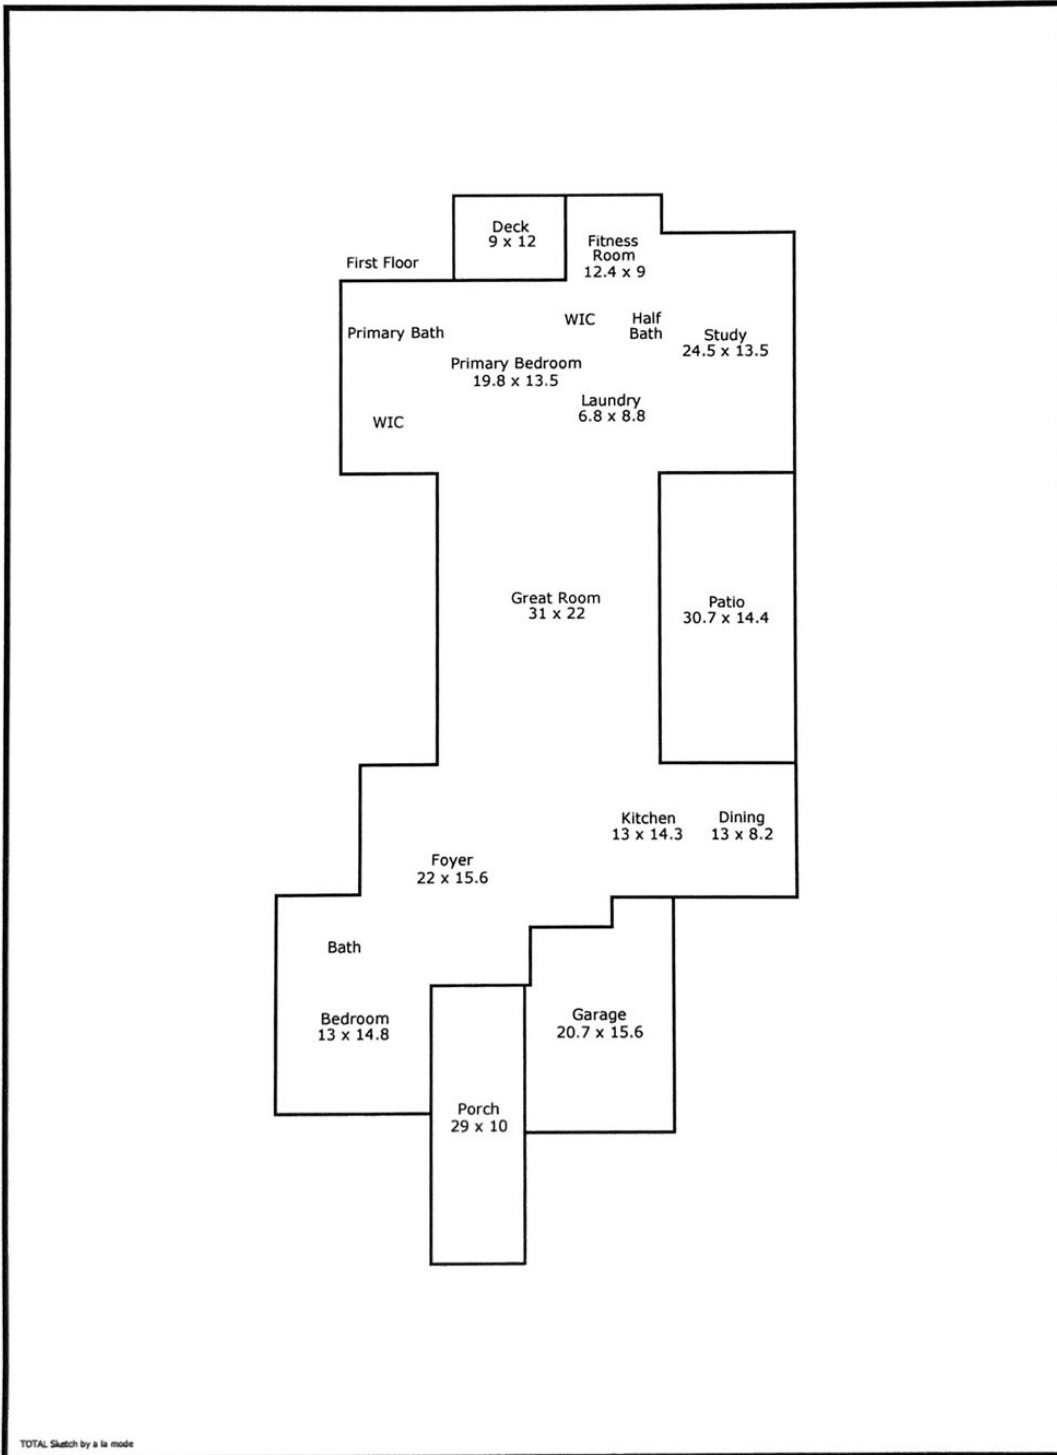 Deck
9 x 12
Fitness
Room
12.4 x 9
First Floor
Primary Bath
WIC
Half
Bath
Study
24.5 x 13.5
Primary Bedroom
19.8 x 13.5
Laundry
6.8 x 8.8
WIC
Great Room
31 x 22
Patio
30.7 x 14.4
Kitchen
13 x 14.3
Dining
13 x 8.2
Foyer
22 x 15.6
Bath
Bedroom
13 x 14.8
Garage
20.7 x 15.6
Porch
29 x 10
TOTAL Sketch by a la mode